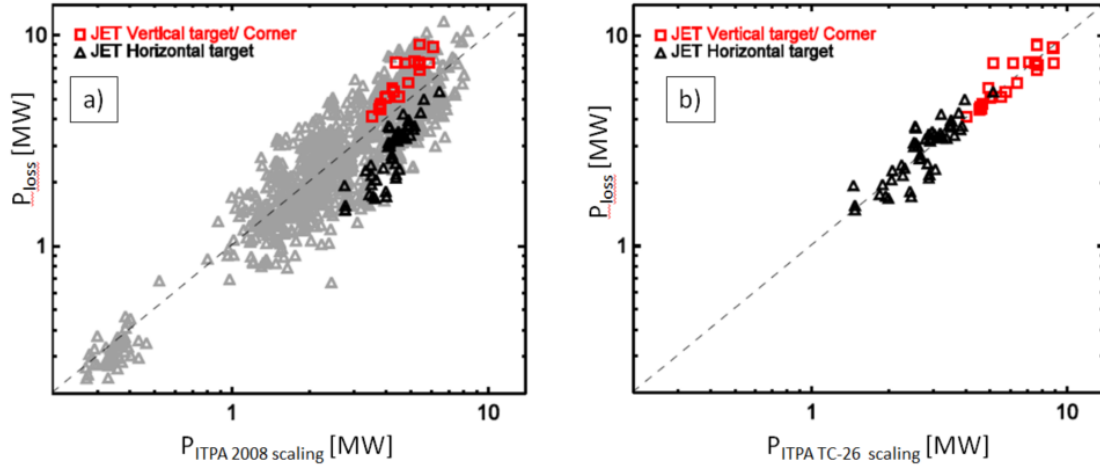 JET Vertical target/ Corner
JET Horizontal target
a)
10
1
P_loss [MW]
1
10
P_ITPA 2008 scaling [MW]
JET Vertical target/ Corner
JET Horizontal target
b)
10
1
P_loss [MW]
1
10
P_ITPA TC-26 scaling [MW]